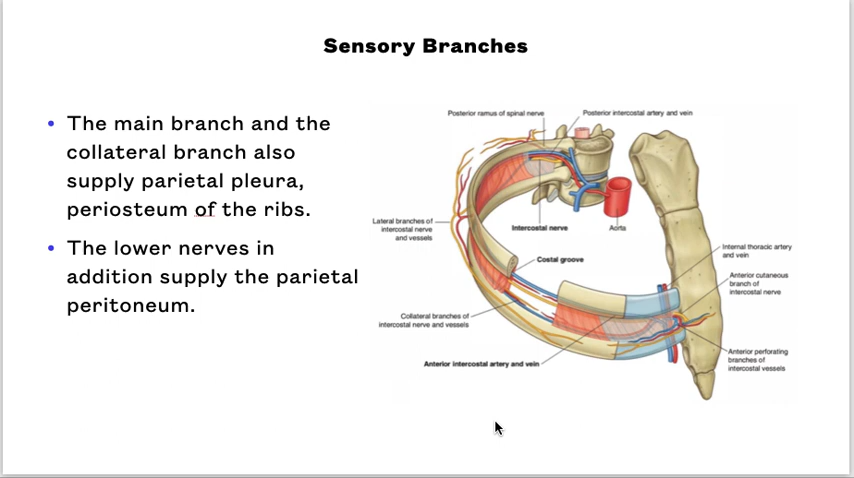 Sensory Branches
• The main branch and the
collateral branch also
supply parietal pleura,
periosteum of the ribs.
• The lower nerves in
addition supply the parietal
peritoneum.
Posterior ramus of spinal nerve
Posterior intercostal artery and vein
Lateral branches of
intercostal nerve
and vessels
Intercostal nerve
Aorta
Costal groove
Internal thoracic artery
and vein
Anterior cutaneous
branch of
intercostal nerve
Collateral branches of
intercostal nerve and vessels
Anterior intercostal artery and vein
Anterior perforating
branches of
intercostal vessels